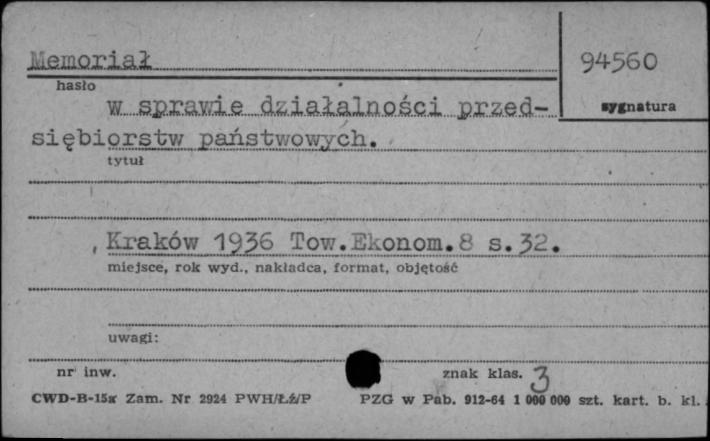 Memoriał
94560
hasło
sygnatura
w sprawie działalności przed-
siębiorstw państwowych.
tytuł
Kraków 1936 Tow.Ekonom.8 s.32.
miejsce, rok wyd., nakładca, format, objętość
uwagi:
nr inw.
znak klas. 3
CWD-B-15x Zam. Nr 2924 PWH/Łź/P PZG w Pab. 912-64 1 000 000 szt. kart. b. kl.